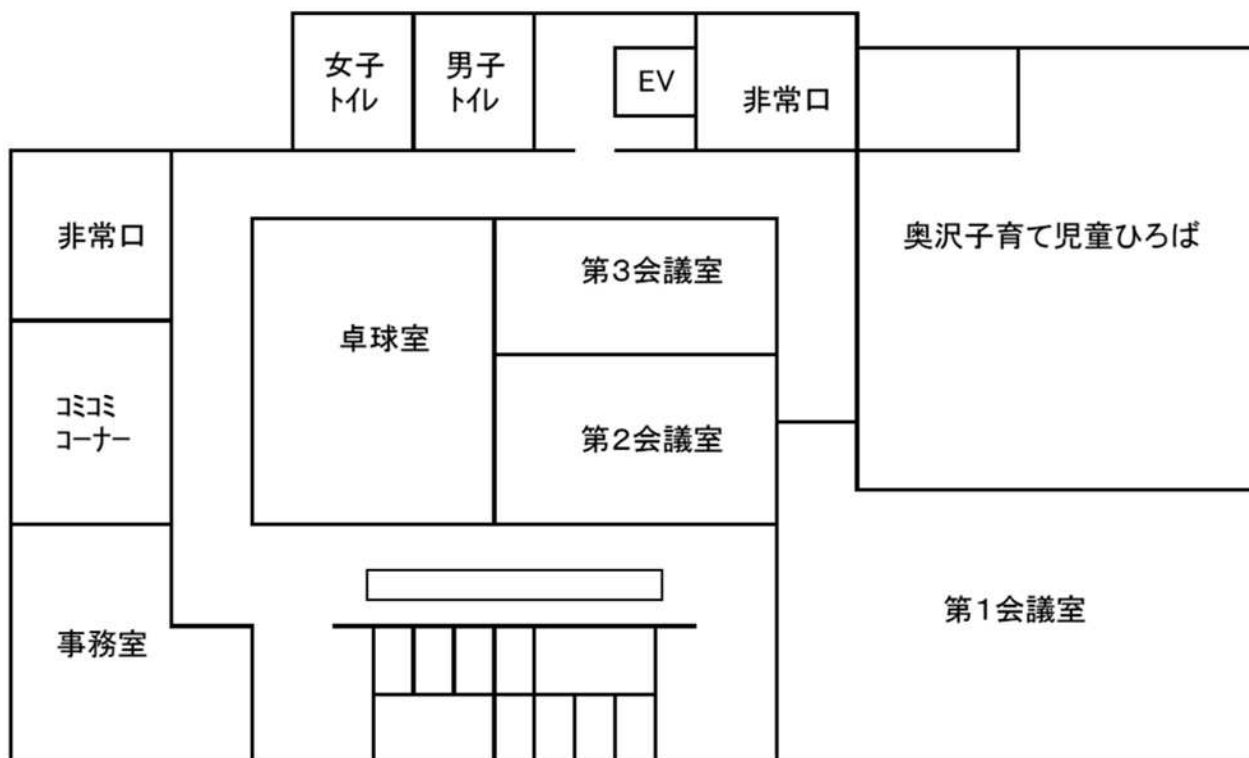 女子
トイレ
男子
トイレ
EV
非常口
非常口
奥沢子育て児童ひろば
第3会議室
卓球室
ｺﾐｺﾐ
コーナー
第2会議室
第1会議室
事務室